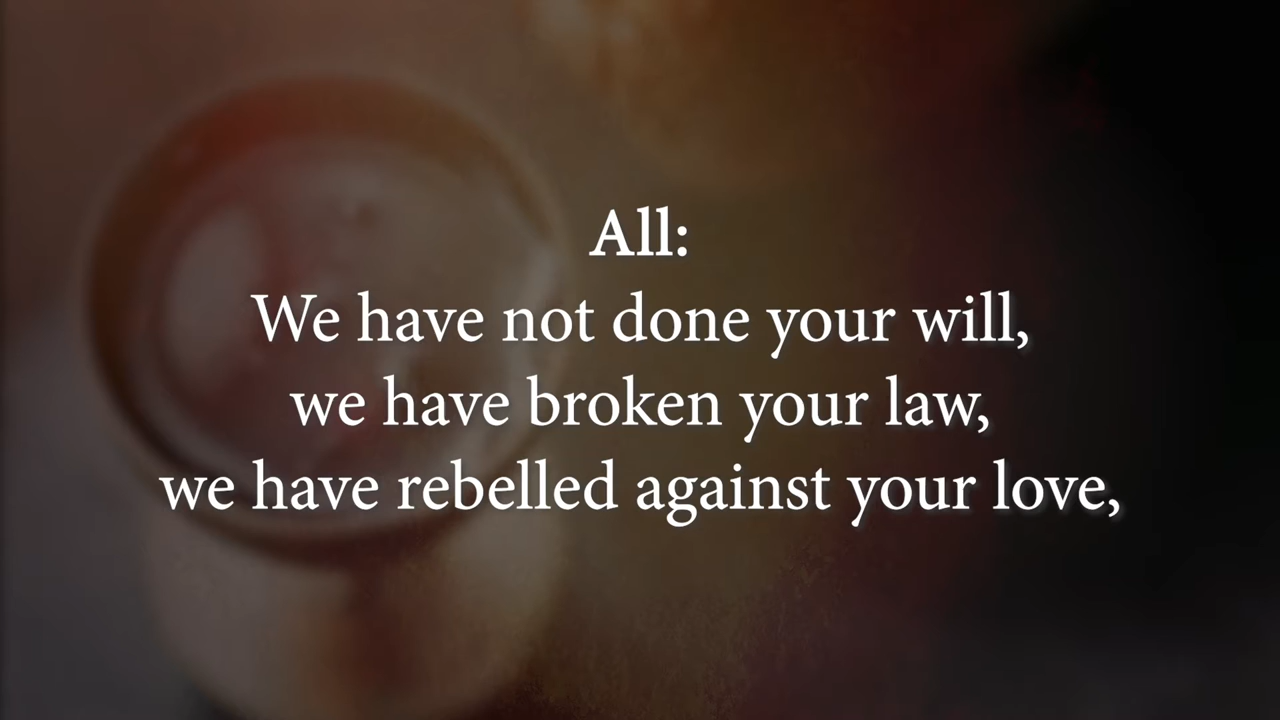 All:
We have not done your will,
we have broken your law,
we have rebelled against your love,